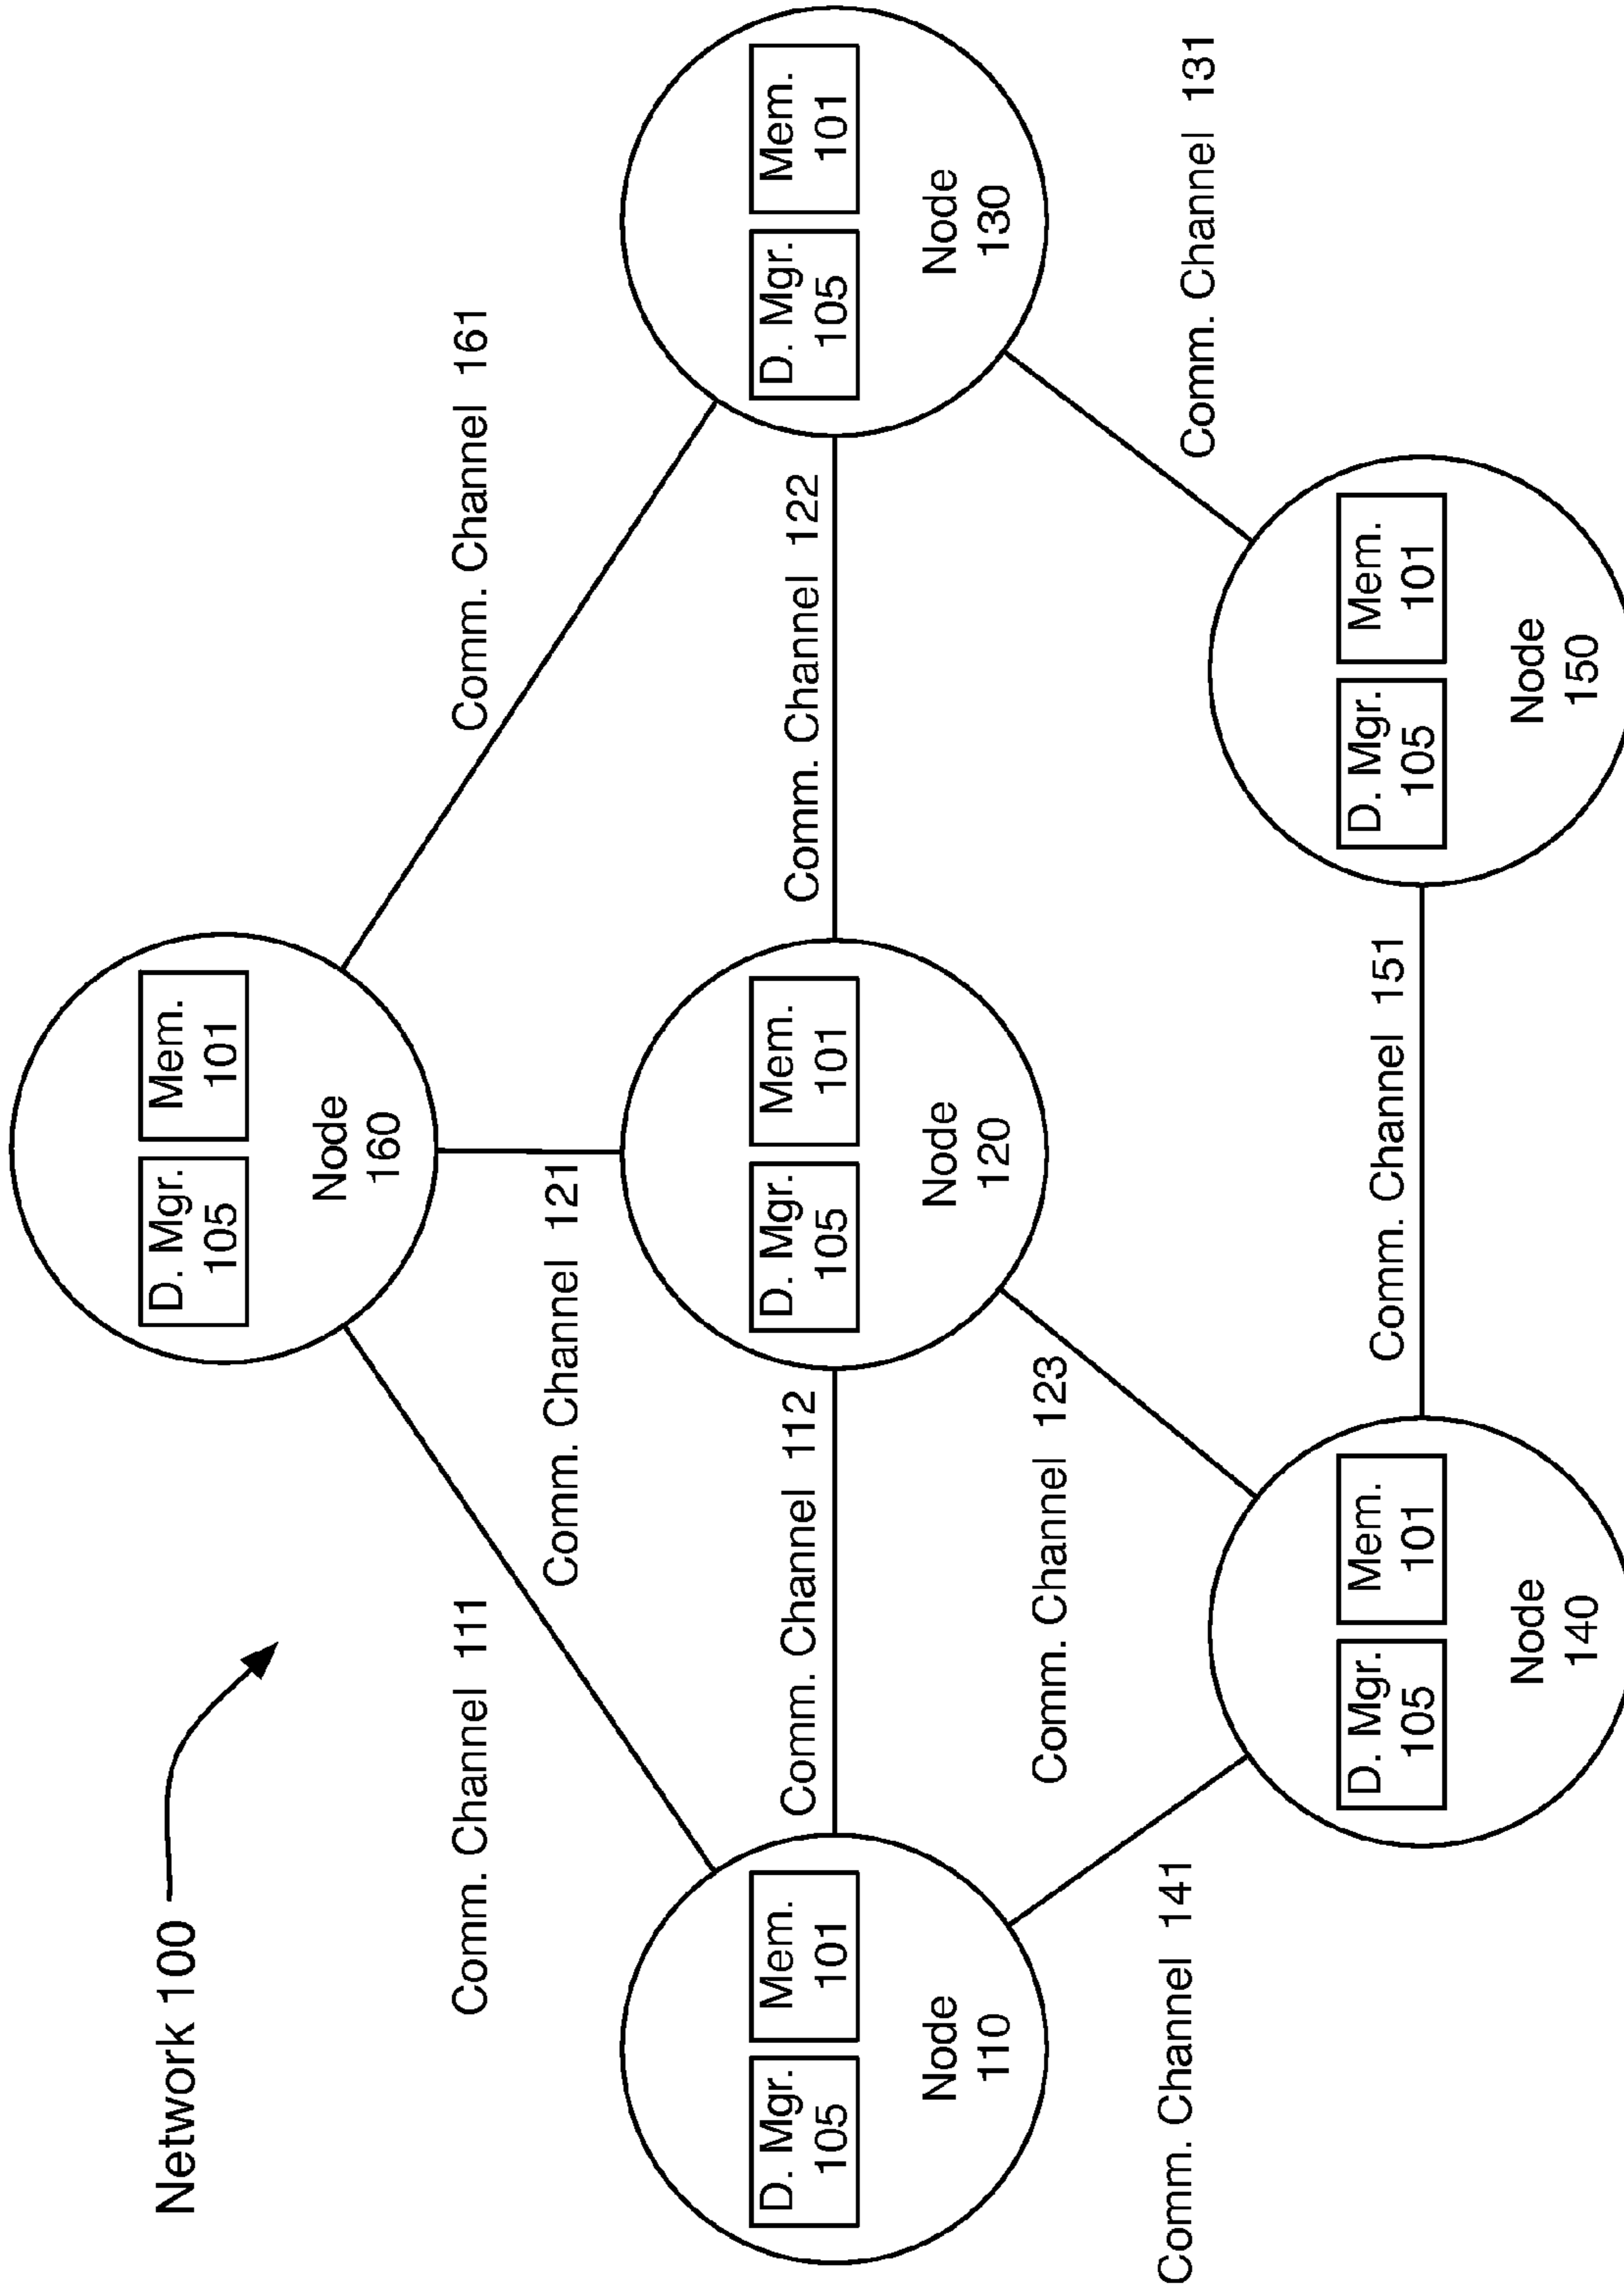 Network 100
D. Mgr.
105
Mem.
101
Node
160
Comm. Channel 111
Comm. Channel 161
Comm. Channel 121
D. Mgr.
105
Mem.
101
Node
110
Comm. Channel 112
D. Mgr.
105
Mem.
101
Node
120
Comm. Channel 122
D. Mgr.
105
Mem.
101
Node
130
Comm. Channel 141
Comm. Channel 123
Comm. Channel 131
D. Mgr.
105
Mem.
101
Node
140
Comm. Channel 151
D. Mgr.
105
Mem.
101
Node
150